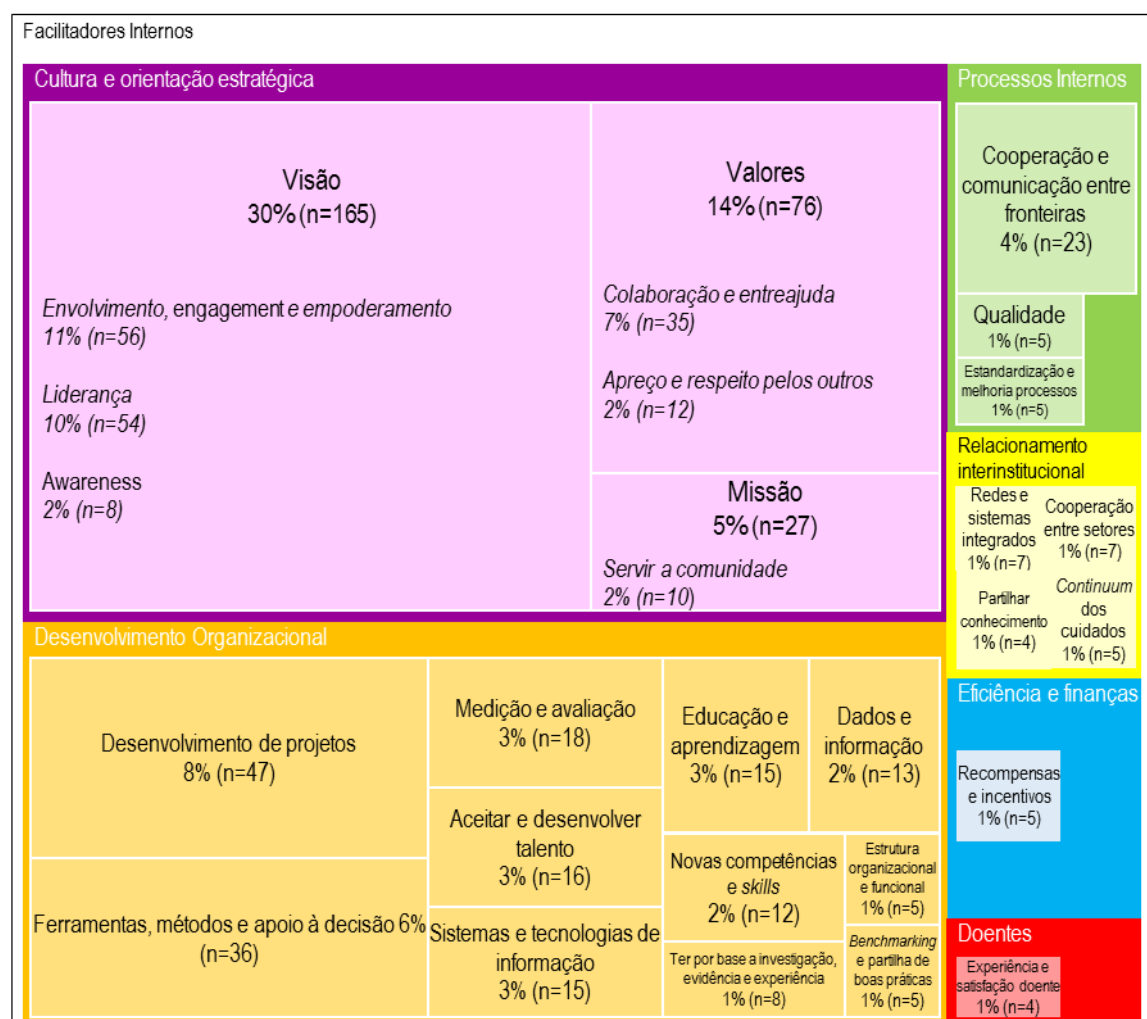 Facilitadores Internos
Cultura e orientação estratégica
Visão
30% (n=165)
Envolvimento, engagement e empoderamento
11% (n=56)
Liderança
10% (n=54)
Awareness
2% (n=8)
Valores
14% (n=76)
Colaboração e entreajuda
7% (n=35)
Apreço e respeito pelos outros
2% (n=12)
Missão
5% (n=27)
Servir a comunidade
2% (n=10)
Processos Internos
Cooperação e
comunicação entre
fronteiras
4% (n=23)
Qualidade
1% (n=5)
Estandardização e
melhoria processos
1% (n=5)
Relacionamento
interinstitucional
Redes e
sistemas
integrados
1% (n=7)
Cooperação
entre setores
1% (n=7)
Partilhar
conhecimento
1% (n=4)
Continuum
dos
cuidados
1% (n=5)
Desenvolvimento Organizacional
Desenvolvimento de projetos
8% (n=47)
Ferramentas, métodos e apoio à decisão 6%
(n=36)
Medição e avaliação
3% (n=18)
Aceitar e desenvolver
talento
3% (n=16)
Sistemas e tecnologias de
informação
3% (n=15)
Educação e
aprendizagem
3% (n=15)
Dados e
informação
2% (n=13)
Novas competências
e skills
2% (n=12)
Estrutura
organizacional
e funcional
1% (n=5)
Ter por base a investigação,
evidência e experiência
1% (n=8)
Benchmarking
e partilha de
boas práticas
1% (n=5)
Eficiência e finanças
Recompensas
e incentivos
1% (n=5)
Doentes
Experiência e
satisfação doente
1% (n=4)